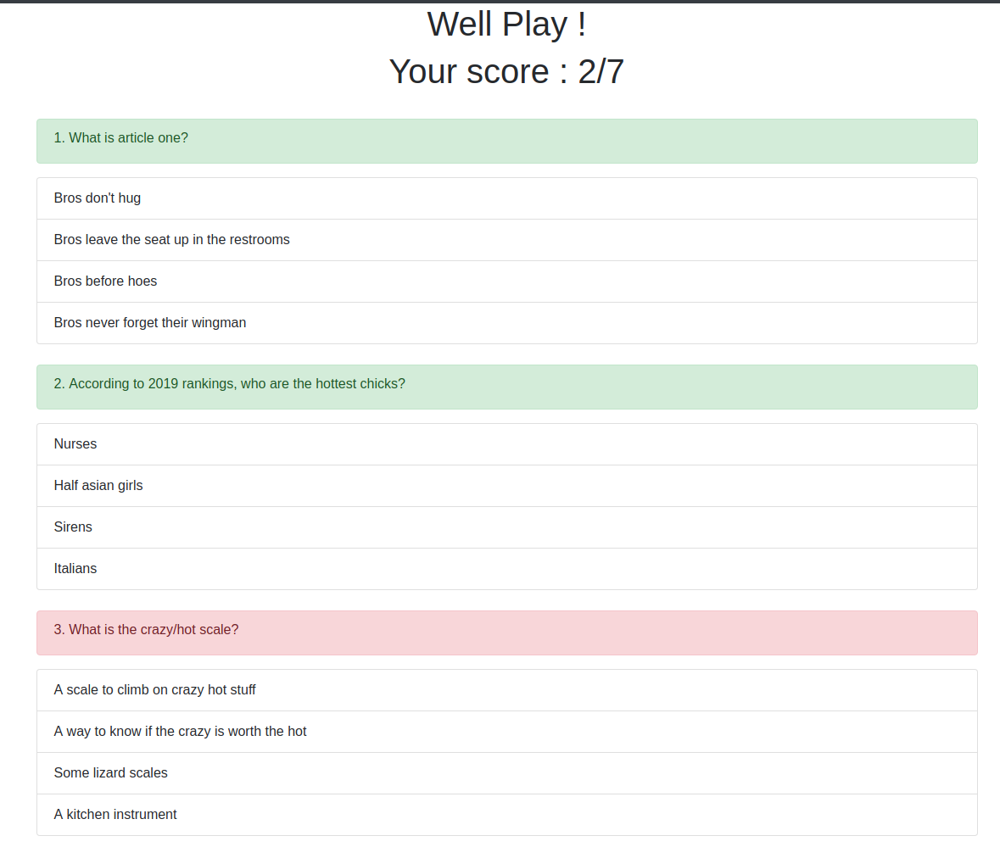 Well Play !
Your score : 2/7
1. What is article one?
Bros don't hug
Bros leave the seat up in the restrooms
Bros before hoes
Bros never forget their wingman
2. According to 2019 rankings, who are the hottest chicks?
Nurses
Half asian girls
Sirens
Italians
3. What is the crazy/hot scale?
A scale to climb on crazy hot stuff
A way to know if the crazy is worth the hot
Some lizard scales
A kitchen instrument